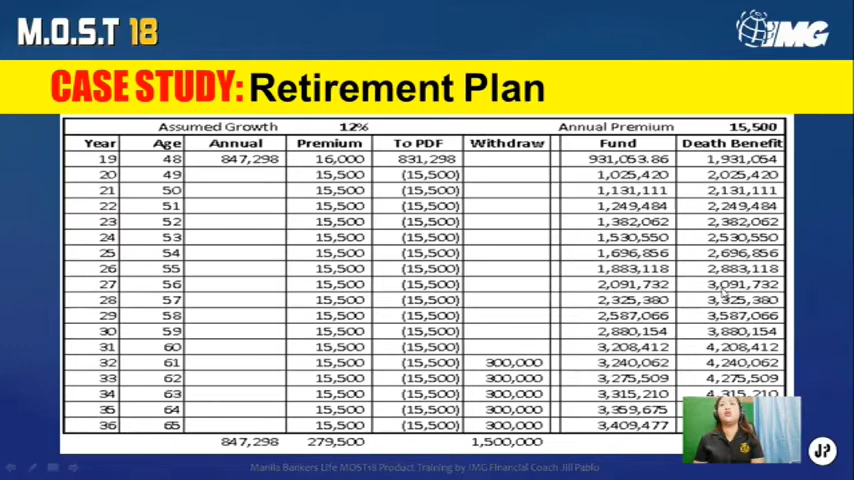 M.O.S.T 18
IMG
CASE STUDY: Retirement Plan
Assumed Growth 12% Annual Premium 15,500
Year Age Annual Premium To PDF Withdraw Fund Death Benefit
19 48 847,298 16,000 831,298 931,053.86 1,931,054
20 49 15,500 (15,500) 1,025,420 2,025,420
21 50 15,500 (15,500) 1,131,111 2,131,111
22 51 15,500 (15,500) 1,249,484 2,249,484
23 52 15,500 (15,500) 1,382,062 2,382,062
24 53 15,500 (15,500) 1,530,550 2,530,550
25 54 15,500 (15,500) 1,696,856 2,696,856
26 55 15,500 (15,500) 1,883,118 2,883,118
27 56 15,500 (15,500) 2,091,732 3,091,732
28 57 15,500 (15,500) 2,325,380 3,325,380
29 58 15,500 (15,500) 2,587,066 3,587,066
30 59 15,500 (15,500) 2,880,154 3,880,154
31 60 15,500 (15,500) 3,208,412 4,208,412
32 61 15,500 (15,500) 300,000 3,240,062 4,240,062
33 62 15,500 (15,500) 300,000 3,275,509 4,275,509
34 63 15,500 (15,500) 300,000 3,315,210 4,315,210
35 64 15,500 (15,500) 300,000 3,359,675
36 65 15,500 (15,500) 300,000 3,409,477
847,298 279,500 1,500,000
Manila Bankers Life MOST18 Product Training by IMG Financial Coach Jill Pablo
JP